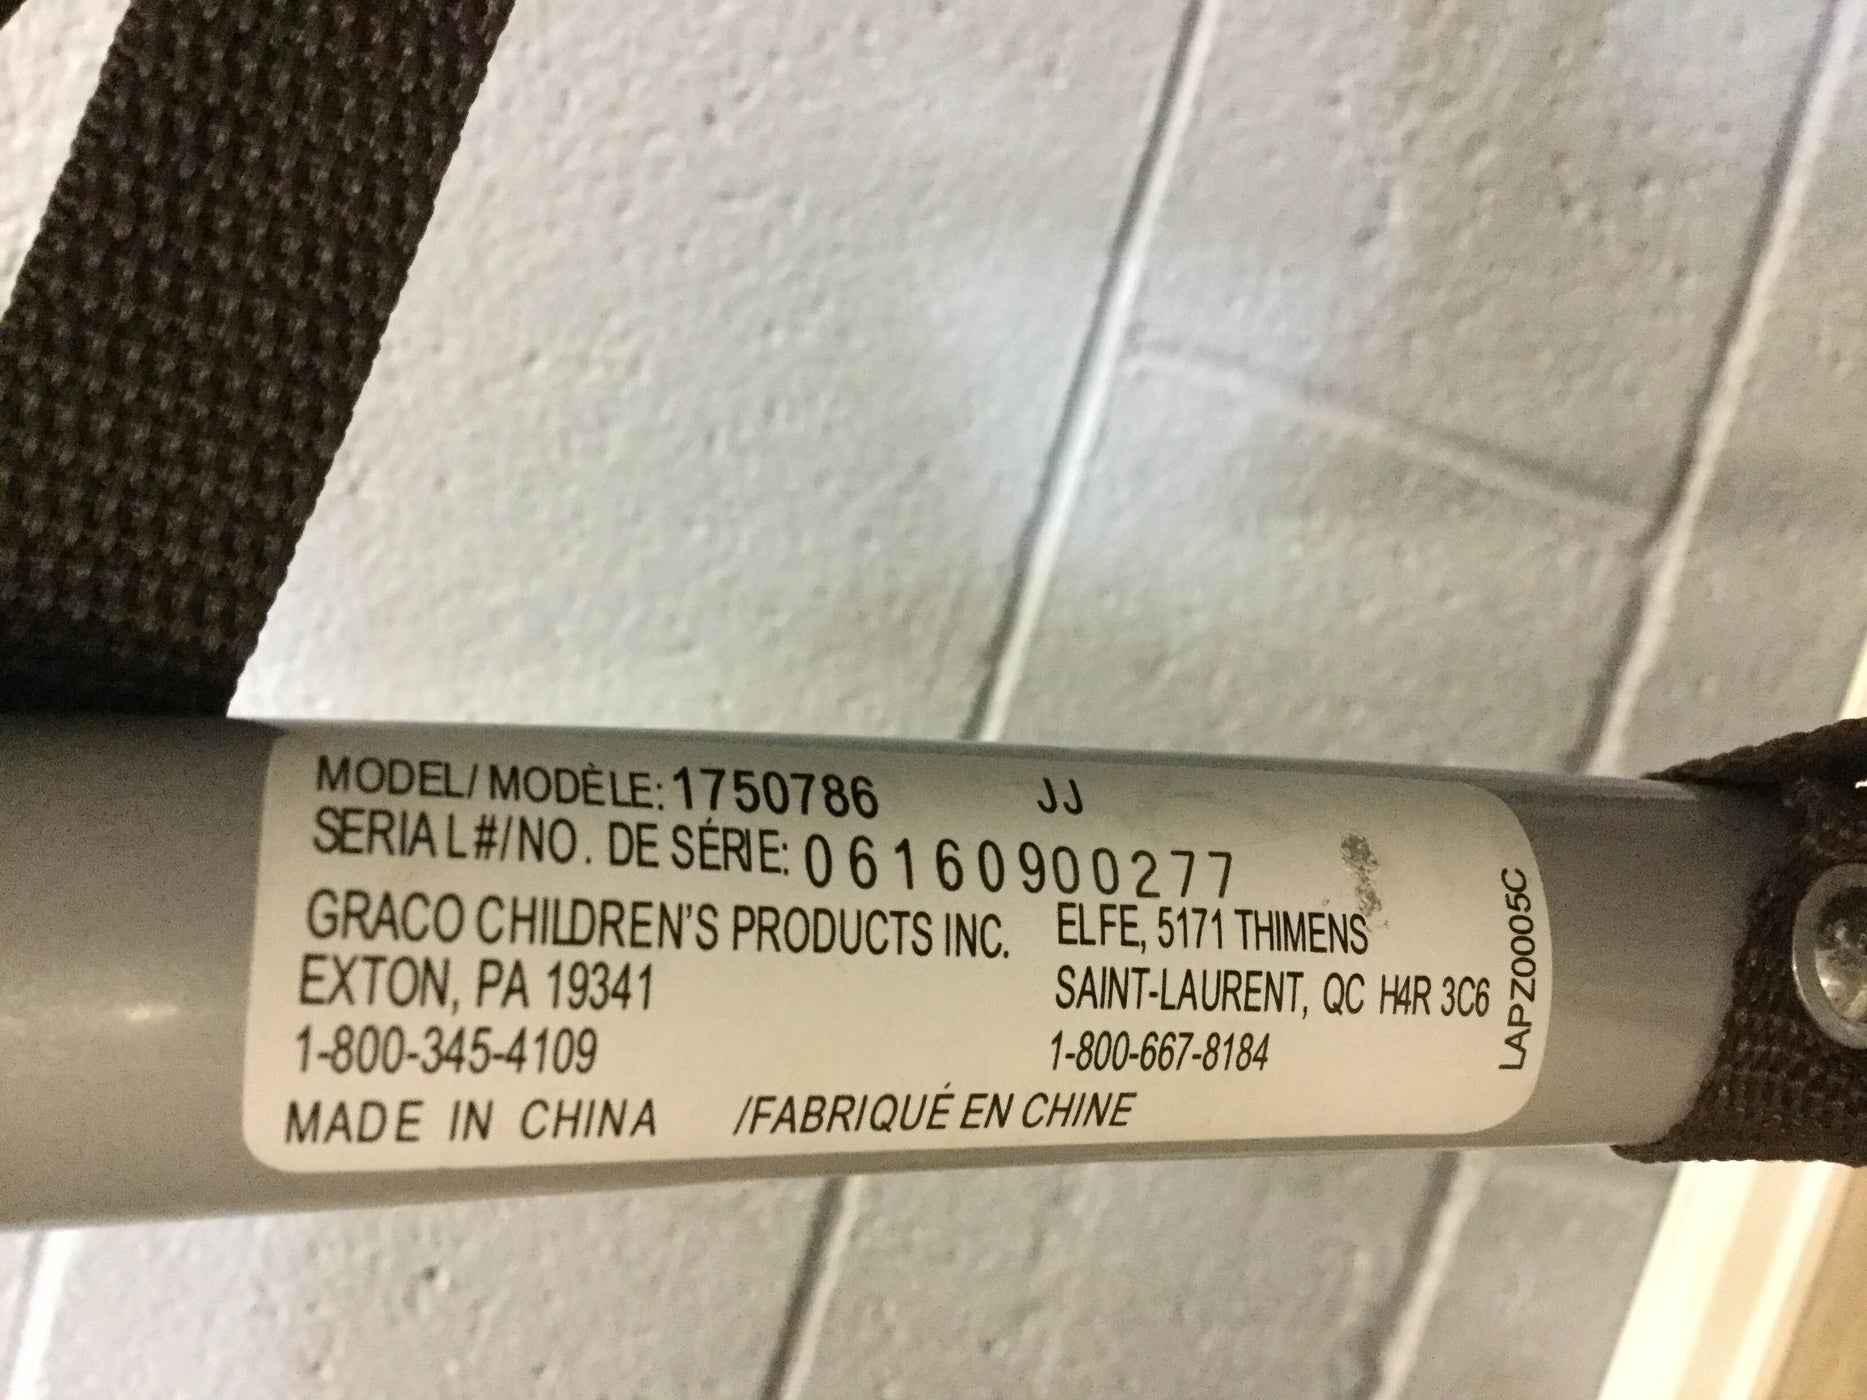 MODEL/MODÈLE: 1750786 JJ
SERIAL#/NO. DE SÉRIE: 06160900277
GRACO CHILDREN'S PRODUCTS INC.
EXTON, PA 19341
1-800-345-4109
ELFE, 5171 THIMENS
SAINT-LAURENT, QC H4R 3C6
1-800-667-8184
MADE IN CHINA /FABRIQUÉ EN CHINE
LAPZ0005C